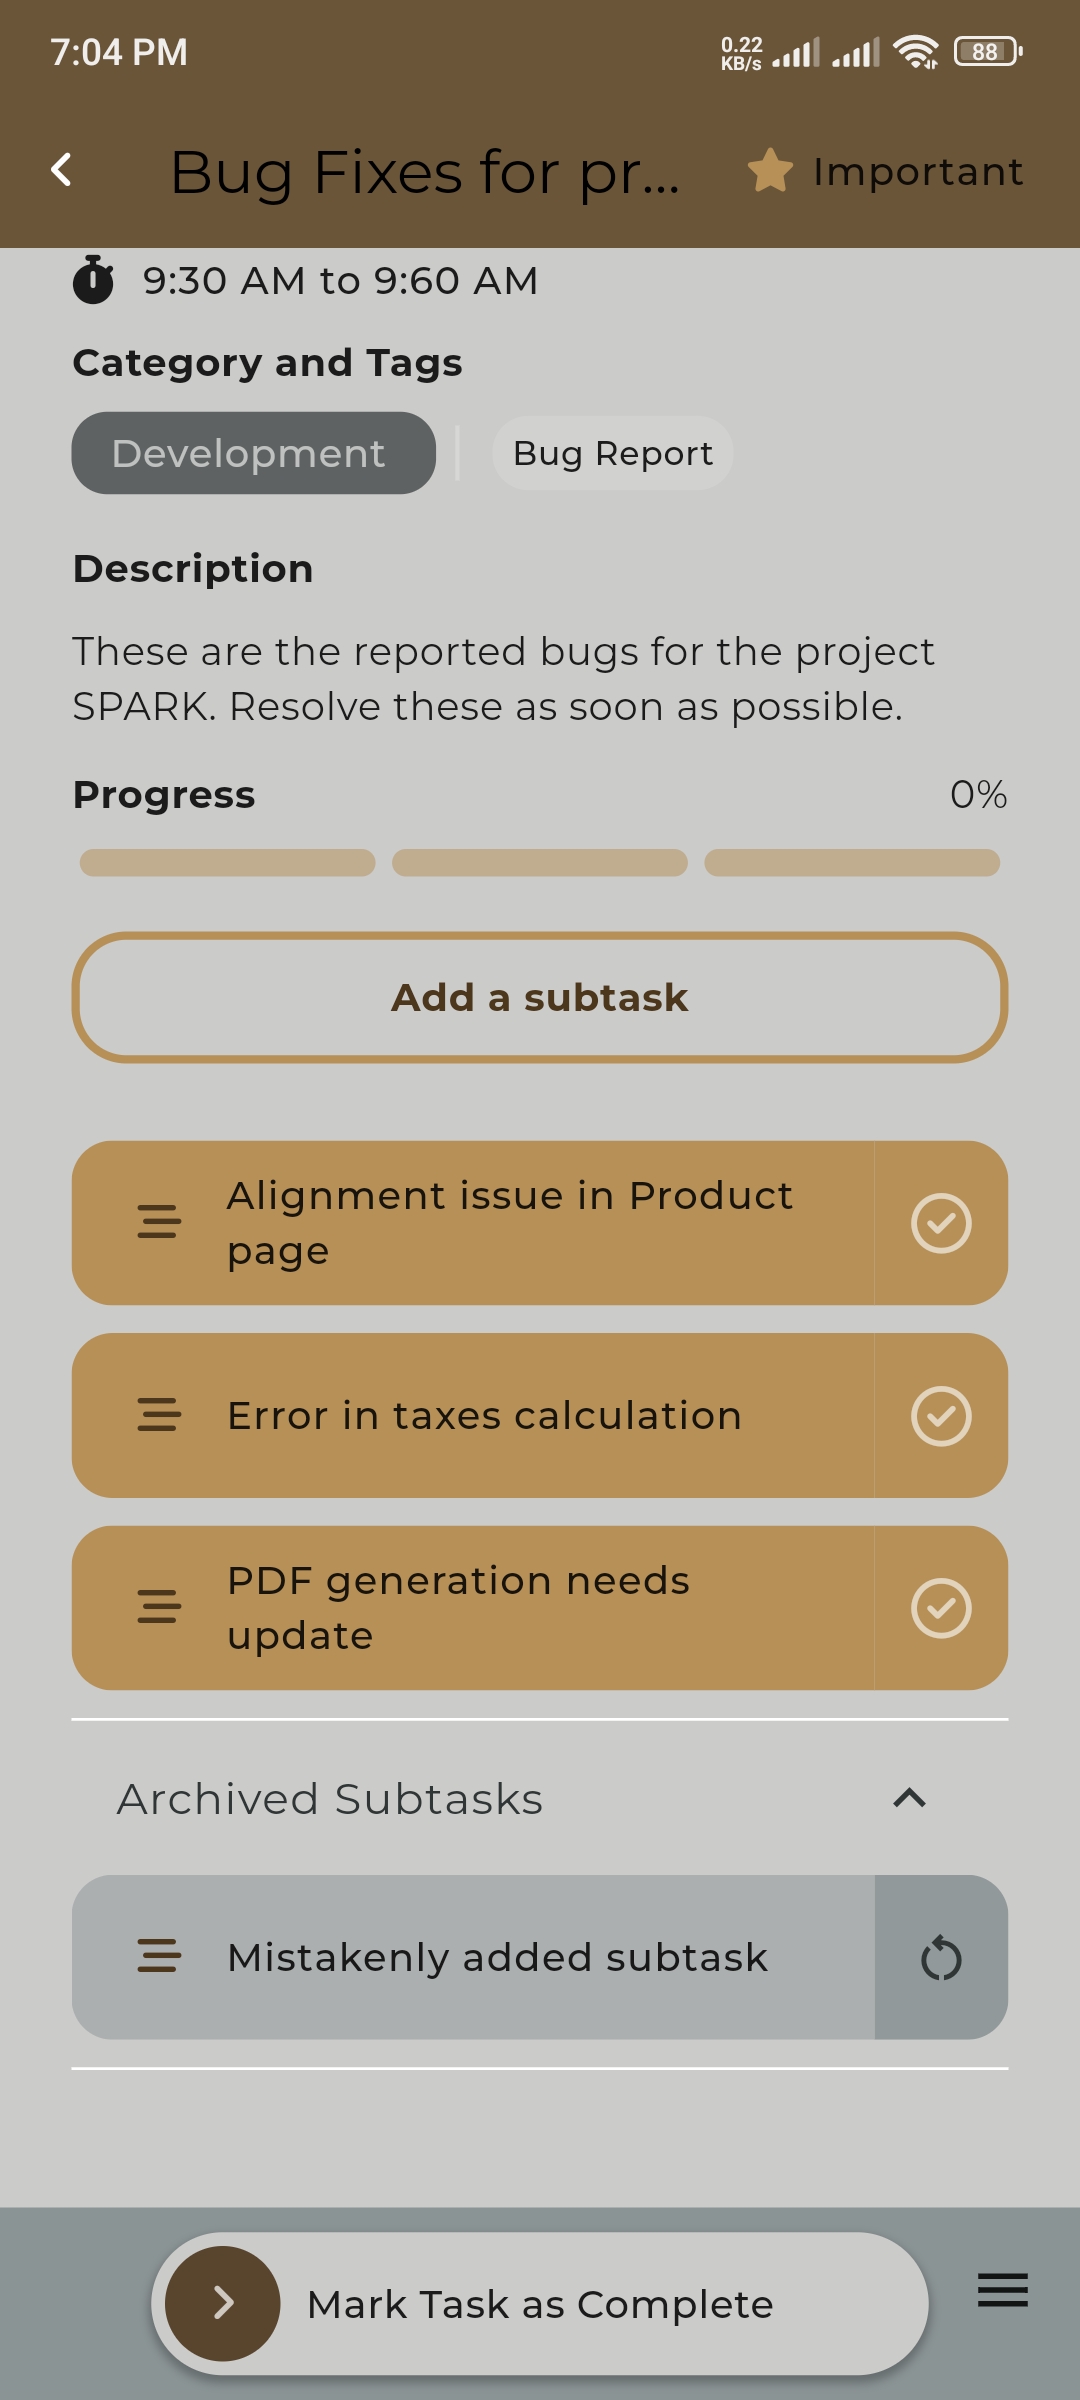 7:04 PM
0.22
KB/s
88
Bug Fixes for pr...
Important
9:30 AM to 9:60 AM
Category and Tags
Development
Bug Report
Description
These are the reported bugs for the project
SPARK. Resolve these as soon as possible.
Progress
0%
Add a subtask
Alignment issue in Product
page
Error in taxes calculation
PDF generation needs
update
Archived Subtasks
Mistakenly added subtask
Mark Task as Complete